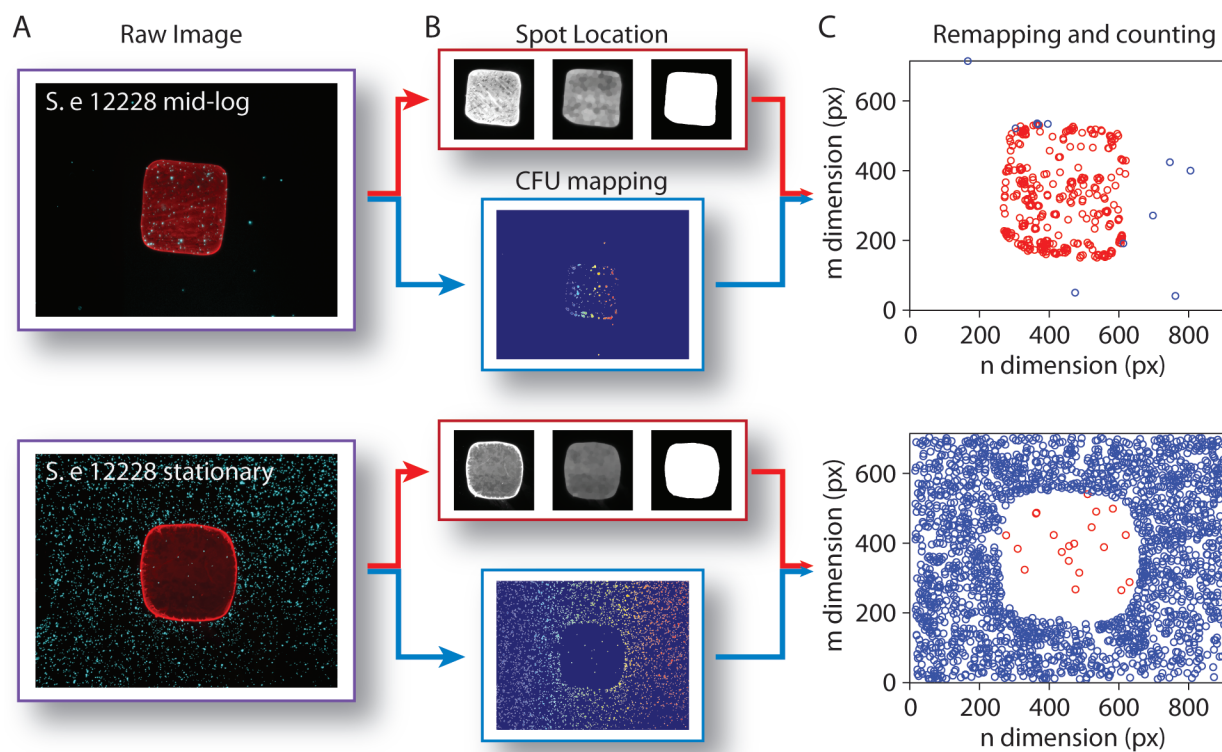 A
Raw Image
B
Spot Location
C
Remapping and counting
S. e 12228 mid-log
CFU mapping
m dimension (px)
600
400
200
0
0 200 400 600 800
n dimension (px)
S. e 12228 stationary
m dimension (px)
600
400
200
0
0 200 400 600 800
n dimension (px)